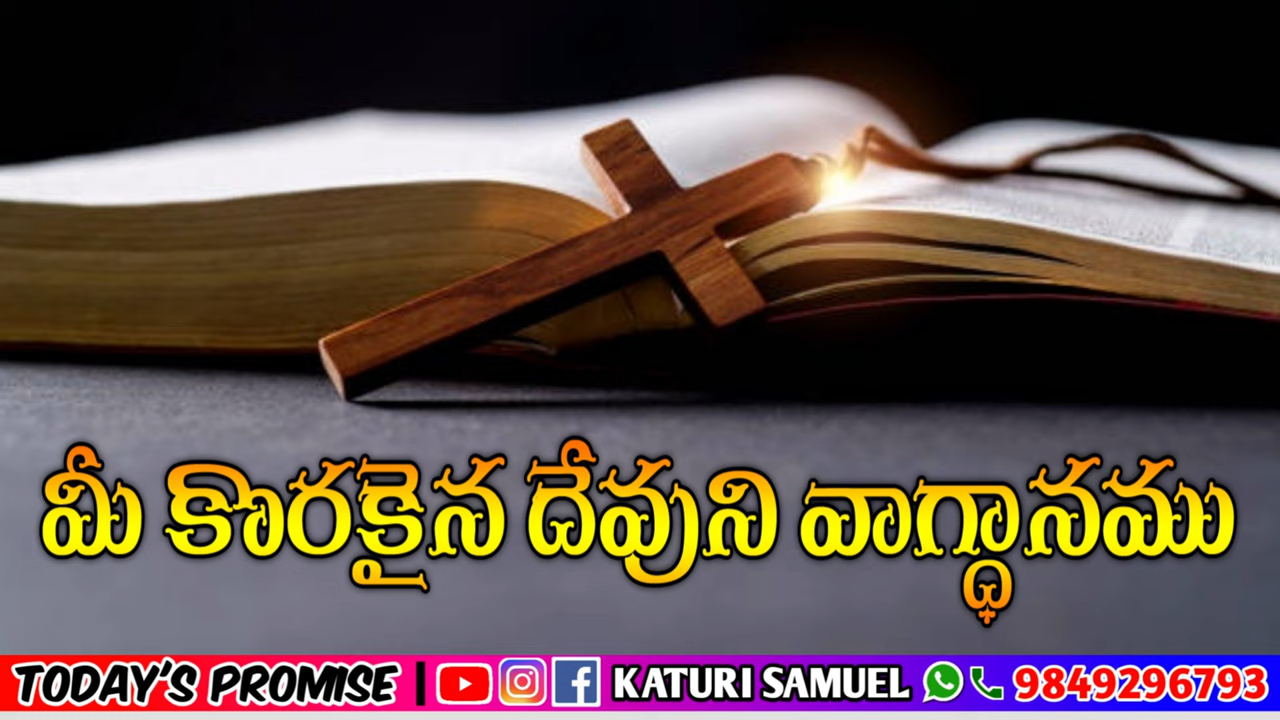 మీ కొరకైన దేవుని వాగ్ధానము
TODAY'S PROMISE | KATURI SAMUEL 9849296793